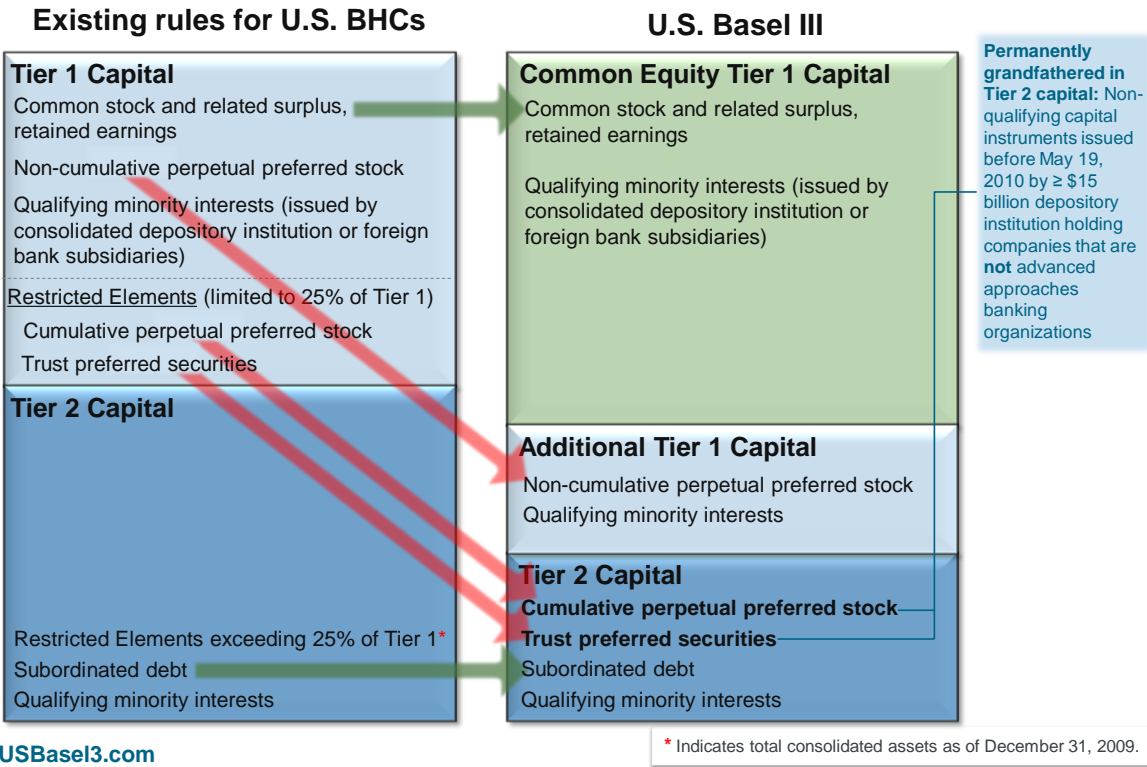 Existing rules for U.S. BHCs
Tier 1 Capital
Common stock and related surplus,
retained earnings
Non-cumulative perpetual preferred stock
Qualifying minority interests (issued by
consolidated depository institution or foreign
bank subsidiaries)
Restricted Elements (limited to 25% of Tier 1)
Cumulative perpetual preferred stock
Trust preferred securities
Tier 2 Capital
Restricted Elements exceeding 25% of Tier 1*
Subordinated debt
Qualifying minority interests
U.S. Basel III
Common Equity Tier 1 Capital
Common stock and related surplus,
retained earnings
Qualifying minority interests (issued by
consolidated depository institution or
foreign bank subsidiaries)
Additional Tier 1 Capital
Non-cumulative perpetual preferred stock
Qualifying minority interests
Tier 2 Capital
Cumulative perpetual preferred stock
Trust preferred securities
Subordinated debt
Qualifying minority interests
Permanently
grandfathered in
Tier 2 capital: Non-
qualifying capital
instruments issued
before May 19,
2010 by ≥ $15
billion depository
institution holding
companies that are
not advanced
approaches
banking
organizations
USBasel3.com
* Indicates total consolidated assets as of December 31, 2009.